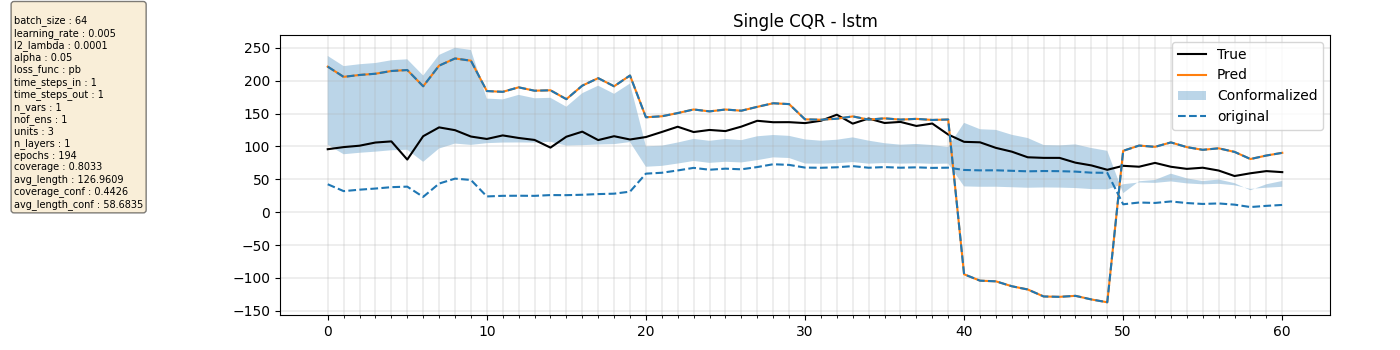 batch_size : 64
learning_rate : 0.005
l2_lambda : 0.0001
alpha : 0.05
loss_func : pb
time_steps_in : 1
time_steps_out : 1
n_vars : 1
nof_ens : 1
units : 3
n_layers : 1
epochs : 194
coverage : 0.8033
avg_length : 126.9609
coverage_conf : 0.4426
avg_length_conf : 58.6835
Single CQR - lstm
250
200
150
100
50
0
−50
−100
−150
True
Pred
Conformalized
original
0 10 20 30 40 50 60